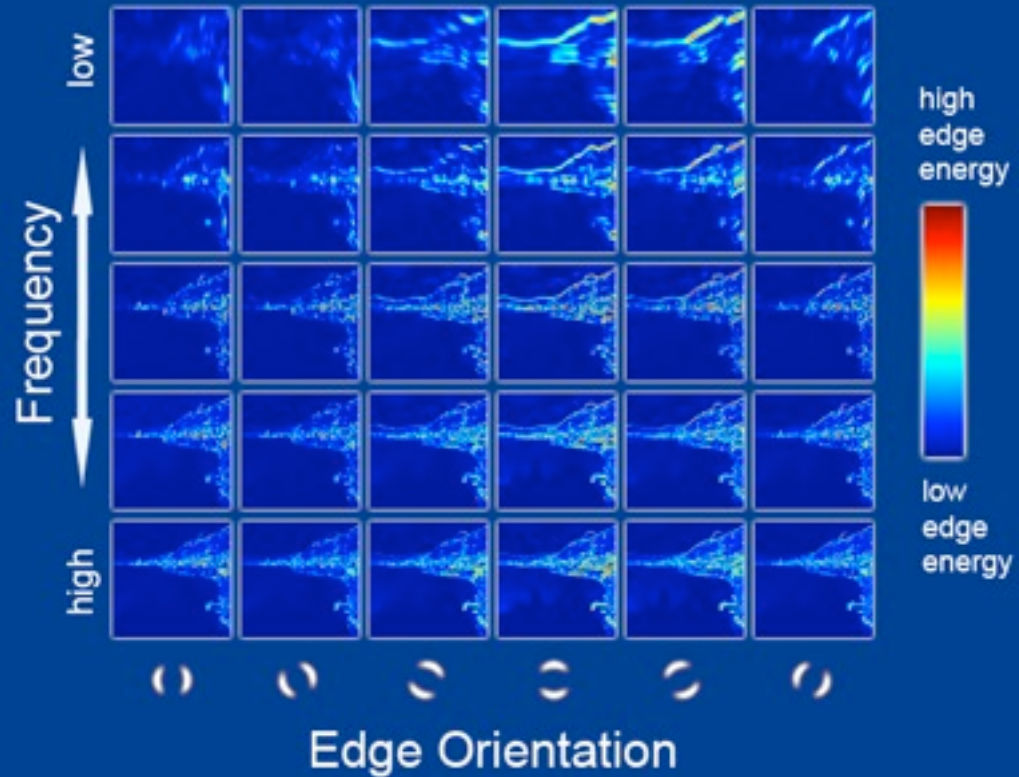 low
Frequency
high
high
edge
energy
low
edge
energy
Edge Orientation